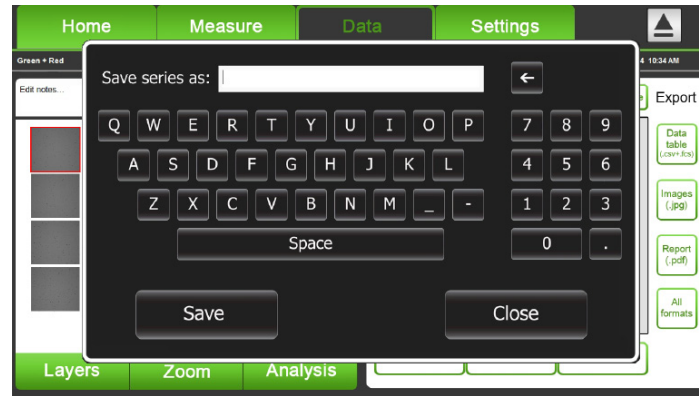 Home Measure Data Settings
Green + Red
4 10:34 AM
Edit notes...
Save series as:
←
Export
Q W E R T Y U I O P 7 8 9
A S D F G H J K L 4 5 6
Z X C V B N M _ - 1 2 3
Space 0 .
Save Close
Data
table
(.csv+.fcs)
Images
(.jpg)
Report
(.pdf)
All
formats
Layers Zoom Analysis